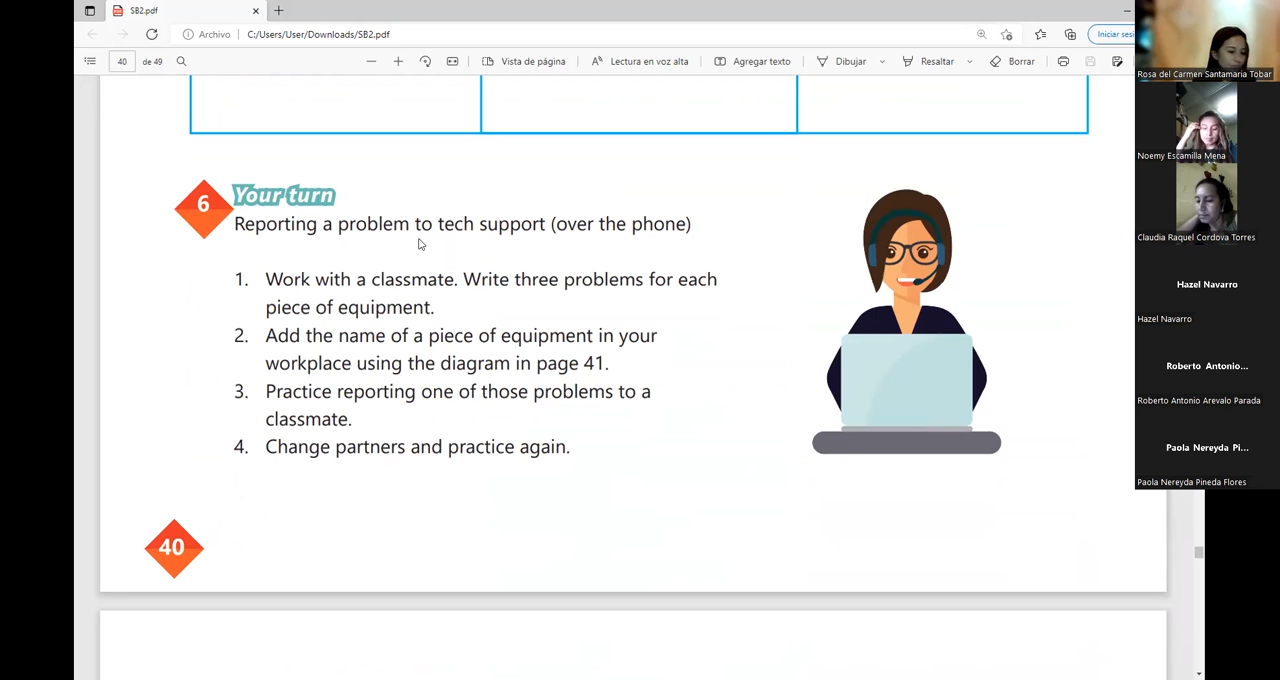 SB2.pdf
Archivo
C:/Users/User/Downloads/SB2.pdf
Iniciar sesi
40
de 49
Vista de página
Lectura en voz alta
Agregar texto
Dibujar
Resaltar
Borrar
6
Your turn
Reporting a problem to tech support (over the phone)
1. Work with a classmate. Write three problems for each
piece of equipment.
2. Add the name of a piece of equipment in your
workplace using the diagram in page 41.
3. Practice reporting one of those problems to a
classmate.
4. Change partners and practice again.
40
Rosa del Carmen Santamaria Tobar
Noemy Escamilla Mena
Claudia Raquel Cordova Torres
Hazel Navarro
Hazel Navarro
Roberto Antonio...
Roberto Antonio Arevalo Parada
Paola Nereyda Pi...
Paola Nereyda Pineda Flores